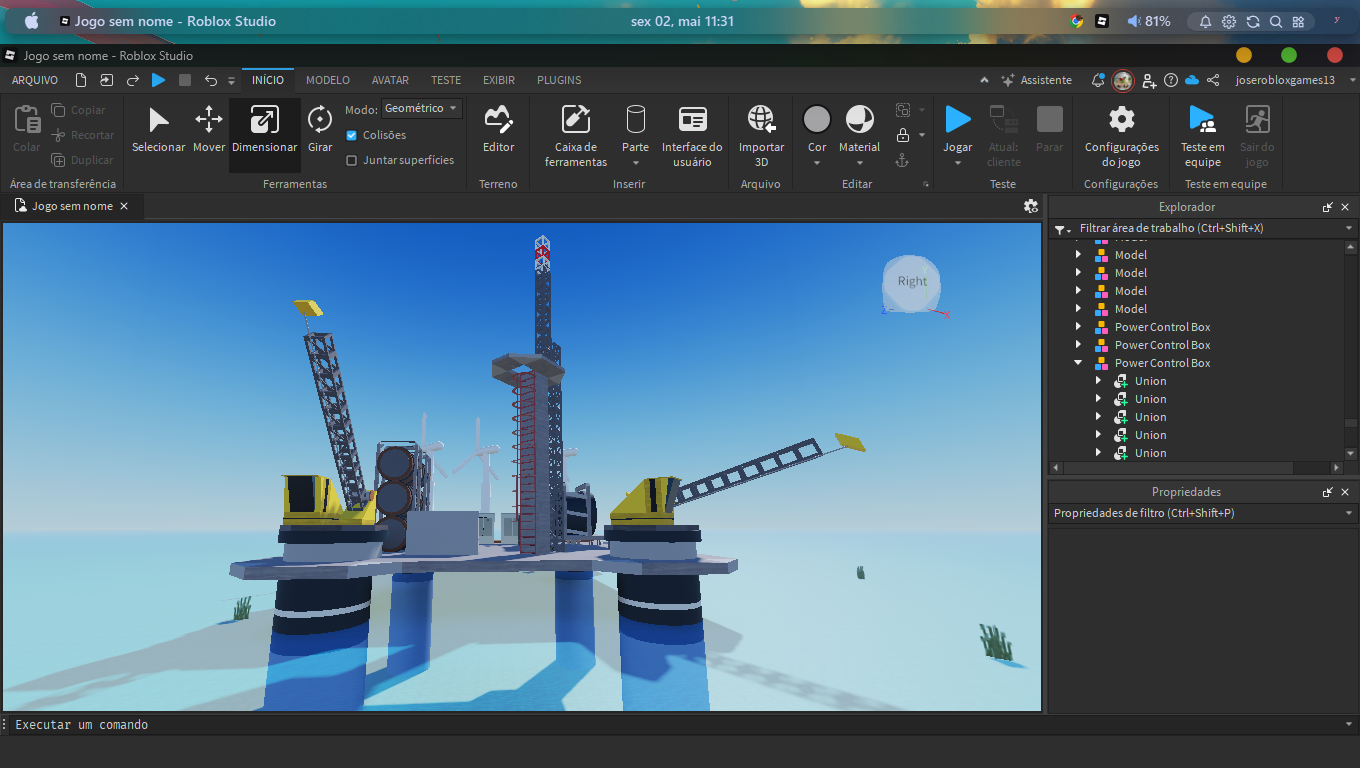 Jogo sem nome - Roblox Studio
sex 02, mai 11:31
81%
Jogo sem nome - Roblox Studio
ARQUIVO
INÍCIO
MODELO
AVATAR
TESTE
EXIBIR
PLUGINS
Assistente
joserobloxgames13
Colar
Copiar
Recortar
Duplicar
Área de transferência
Selecionar
Mover
Dimensionar
Girar
Modo: Geométrico
Colisões
Juntar superfícies
Ferramentas
Editor
Terreno
Caixa de
ferramentas
Parte
Interface do
usuário
Inserir
Importar
3D
Arquivo
Cor
Material
Editar
Jogar
Atual:
cliente
Parar
Teste
Configurações
do jogo
Configurações
Teste em
equipe
Sair do
jogo
Teste em equipe
Jogo sem nome
Right
Z
X
Explorador
Filtrar área de trabalho (Ctrl+Shift+X)
Model
Model
Model
Model
Model
Power Control Box
Power Control Box
Power Control Box
Union
Union
Union
Union
Union
Propriedades
Propriedades de filtro (Ctrl+Shift+P)
Executar um comando